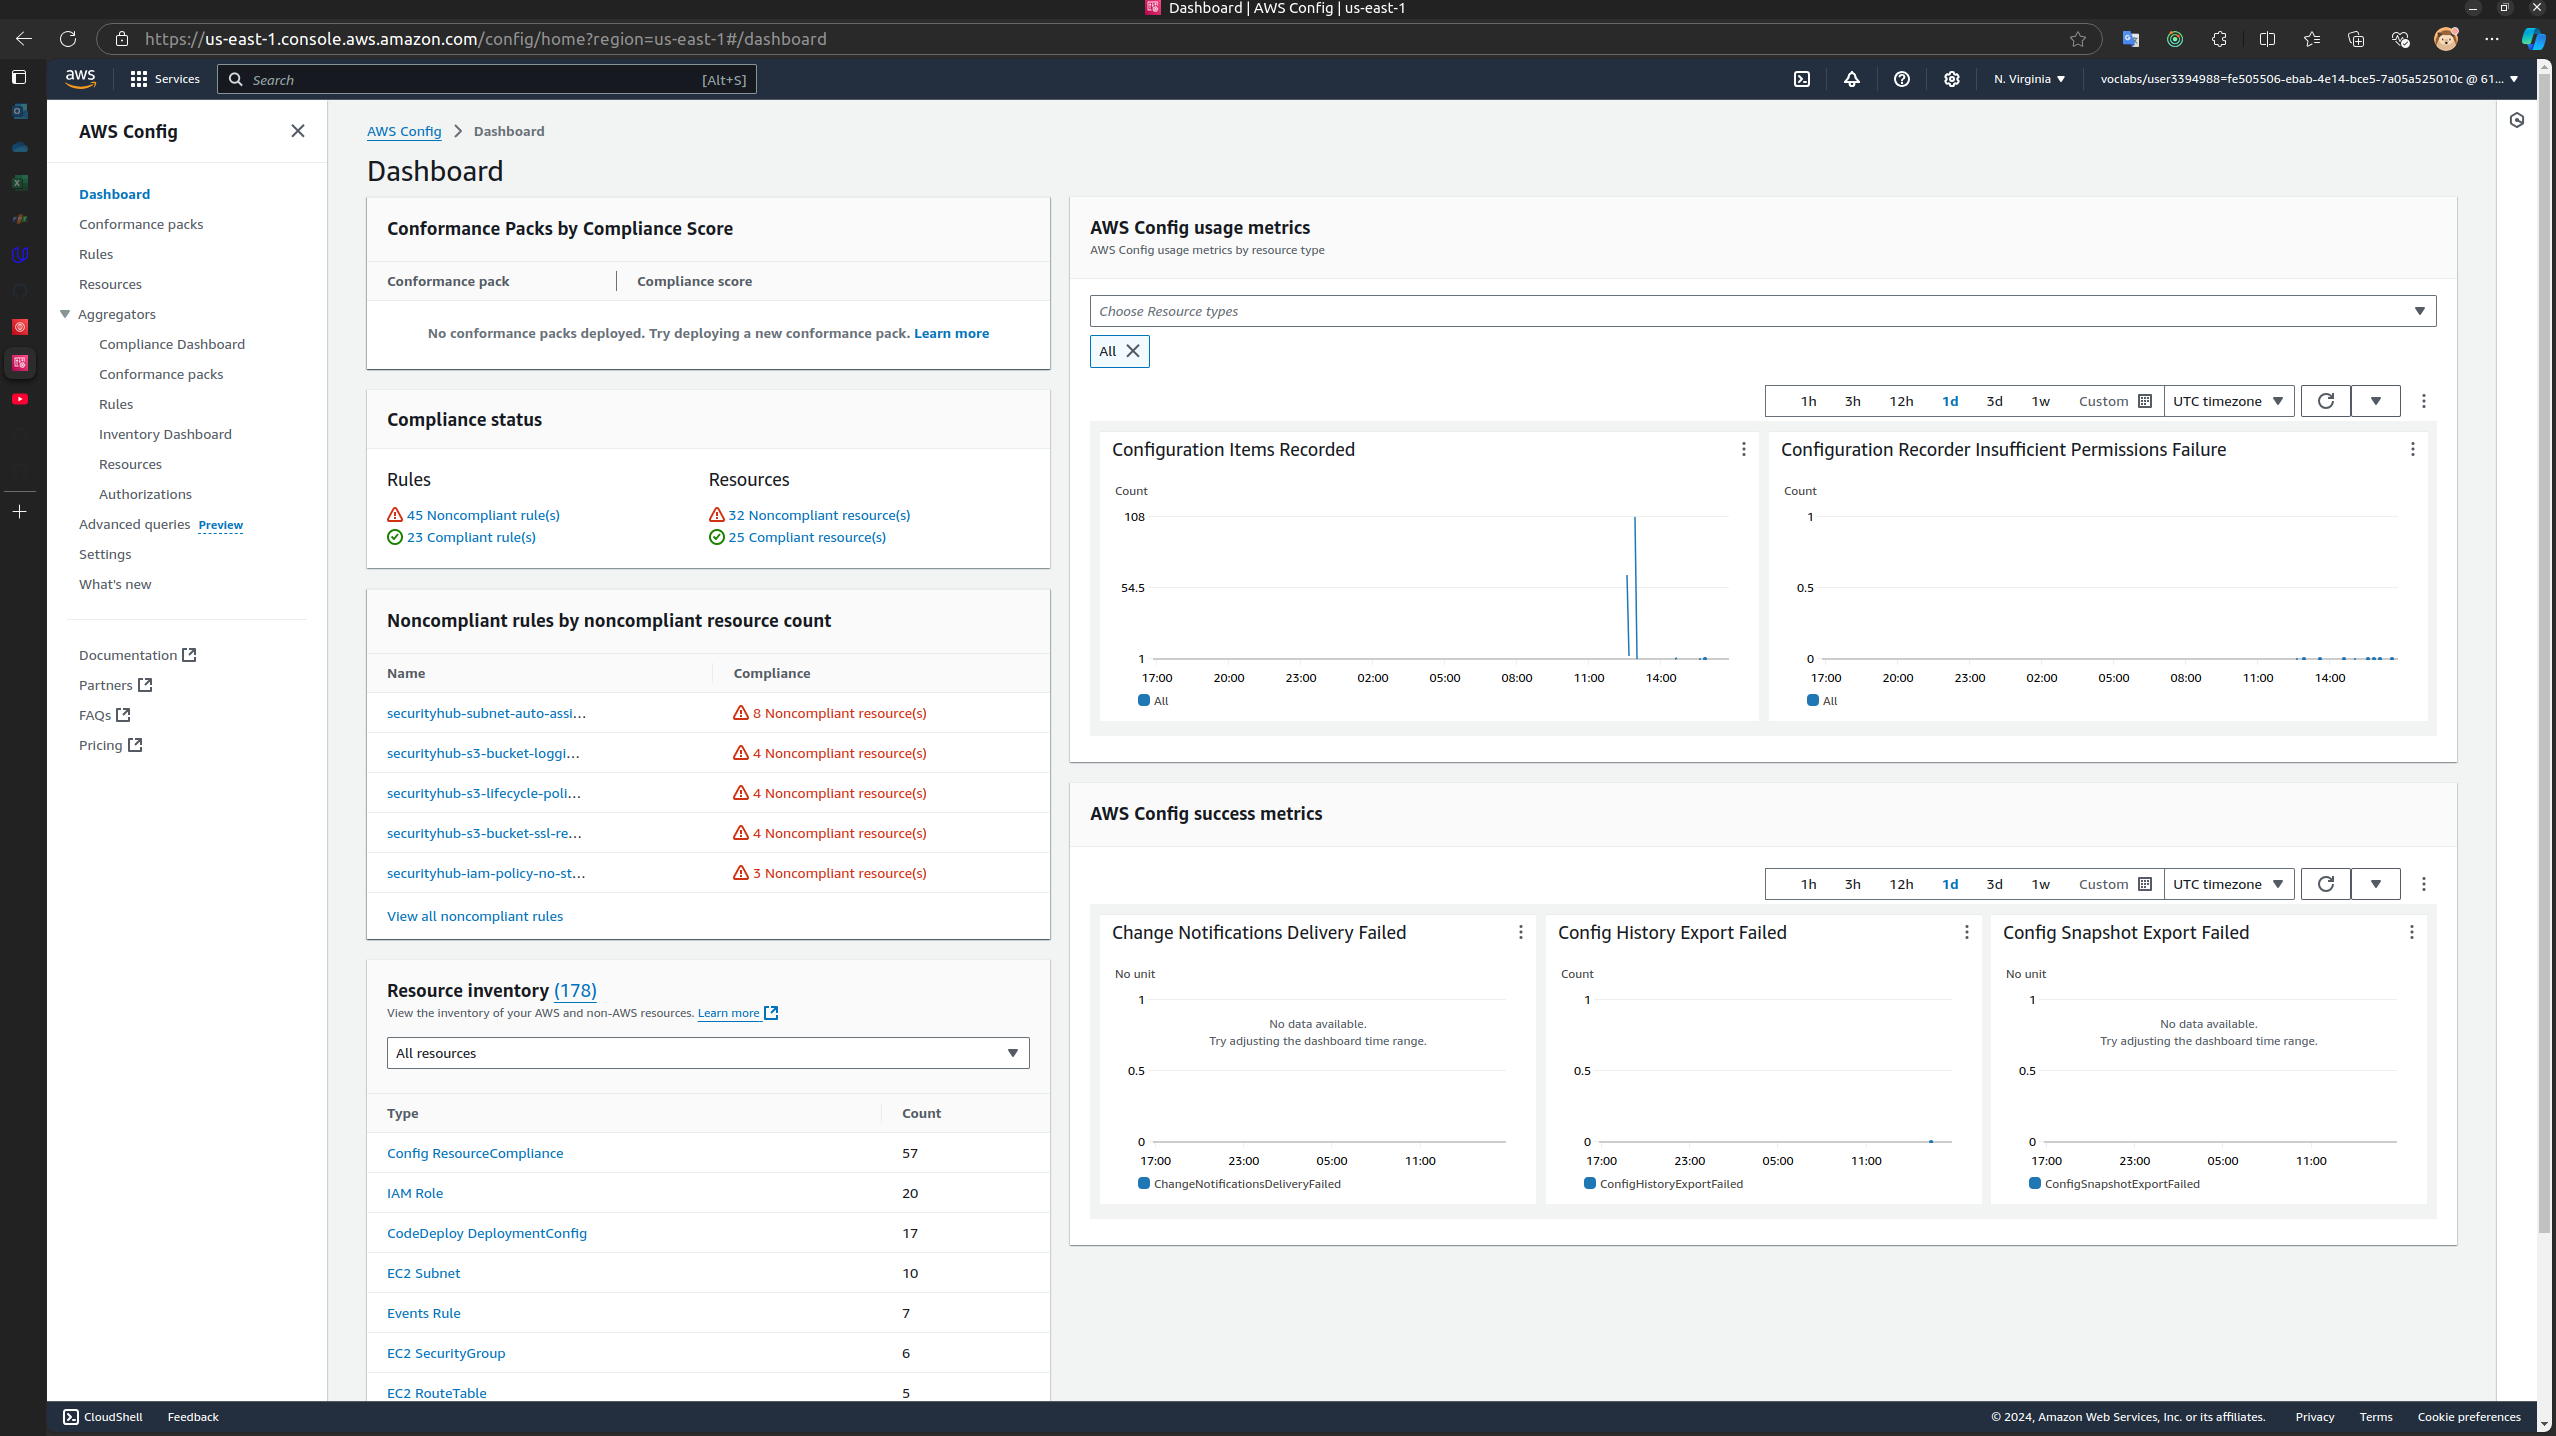 Dashboard | AWS Config | us-east-1
https://us-east-1.console.aws.amazon.com/config/home?region=us-east-1#/dashboard
aws
Services
Search
[Alt+S]
N. Virginia
voclabs/user3394988=fe505506-ebab-4e14-bce5-7a05a525010c @ 61...
AWS Config
Dashboard
Conformance packs
Rules
Resources
Aggregators
Compliance Dashboard
Conformance packs
Rules
Inventory Dashboard
Resources
Authorizations
Advanced queries Preview
Settings
What's new
Documentation
Partners
FAQs
Pricing
AWS Config > Dashboard
Dashboard
Conformance Packs by Compliance Score
Conformance pack | Compliance score
No conformance packs deployed. Try deploying a new conformance pack. Learn more
Compliance status
Rules
45 Noncompliant rule(s)
23 Compliant rule(s)
Resources
32 Noncompliant resource(s)
25 Compliant resource(s)
Noncompliant rules by noncompliant resource count
Name Compliance
securityhub-subnet-auto-assi... 8 Noncompliant resource(s)
securityhub-s3-bucket-loggi... 4 Noncompliant resource(s)
securityhub-s3-lifecycle-poli... 4 Noncompliant resource(s)
securityhub-s3-bucket-ssl-re... 4 Noncompliant resource(s)
securityhub-iam-policy-no-st... 3 Noncompliant resource(s)
View all noncompliant rules
Resource inventory (178)
View the inventory of your AWS and non-AWS resources. Learn more
All resources
Type Count
Config ResourceCompliance 57
IAM Role 20
CodeDeploy DeploymentConfig 17
EC2 Subnet 10
Events Rule 7
EC2 SecurityGroup 6
EC2 RouteTable 5
AWS Config usage metrics
AWS Config usage metrics by resource type
Choose Resource types
All
1h 3h 12h 1d 3d 1w Custom UTC timezone
Configuration Items Recorded
Count
108
54.5
1
17:00 20:00 23:00 02:00 05:00 08:00 11:00 14:00
All
Configuration Recorder Insufficient Permissions Failure
Count
1
0.5
0
17:00 20:00 23:00 02:00 05:00 08:00 11:00 14:00
All
AWS Config success metrics
1h 3h 12h 1d 3d 1w Custom UTC timezone
Change Notifications Delivery Failed
No unit
1
No data available.
Try adjusting the dashboard time range.
0.5
0
17:00 23:00 05:00 11:00
ChangeNotificationsDeliveryFailed
Config History Export Failed
Count
1
0.5
0
17:00 23:00 05:00 11:00
ConfigHistoryExportFailed
Config Snapshot Export Failed
No unit
1
No data available.
Try adjusting the dashboard time range.
0.5
0
17:00 23:00 05:00 11:00
ConfigSnapshotExportFailed
CloudShell
Feedback
© 2024, Amazon Web Services, Inc. or its affiliates.
Privacy
Terms
Cookie preferences